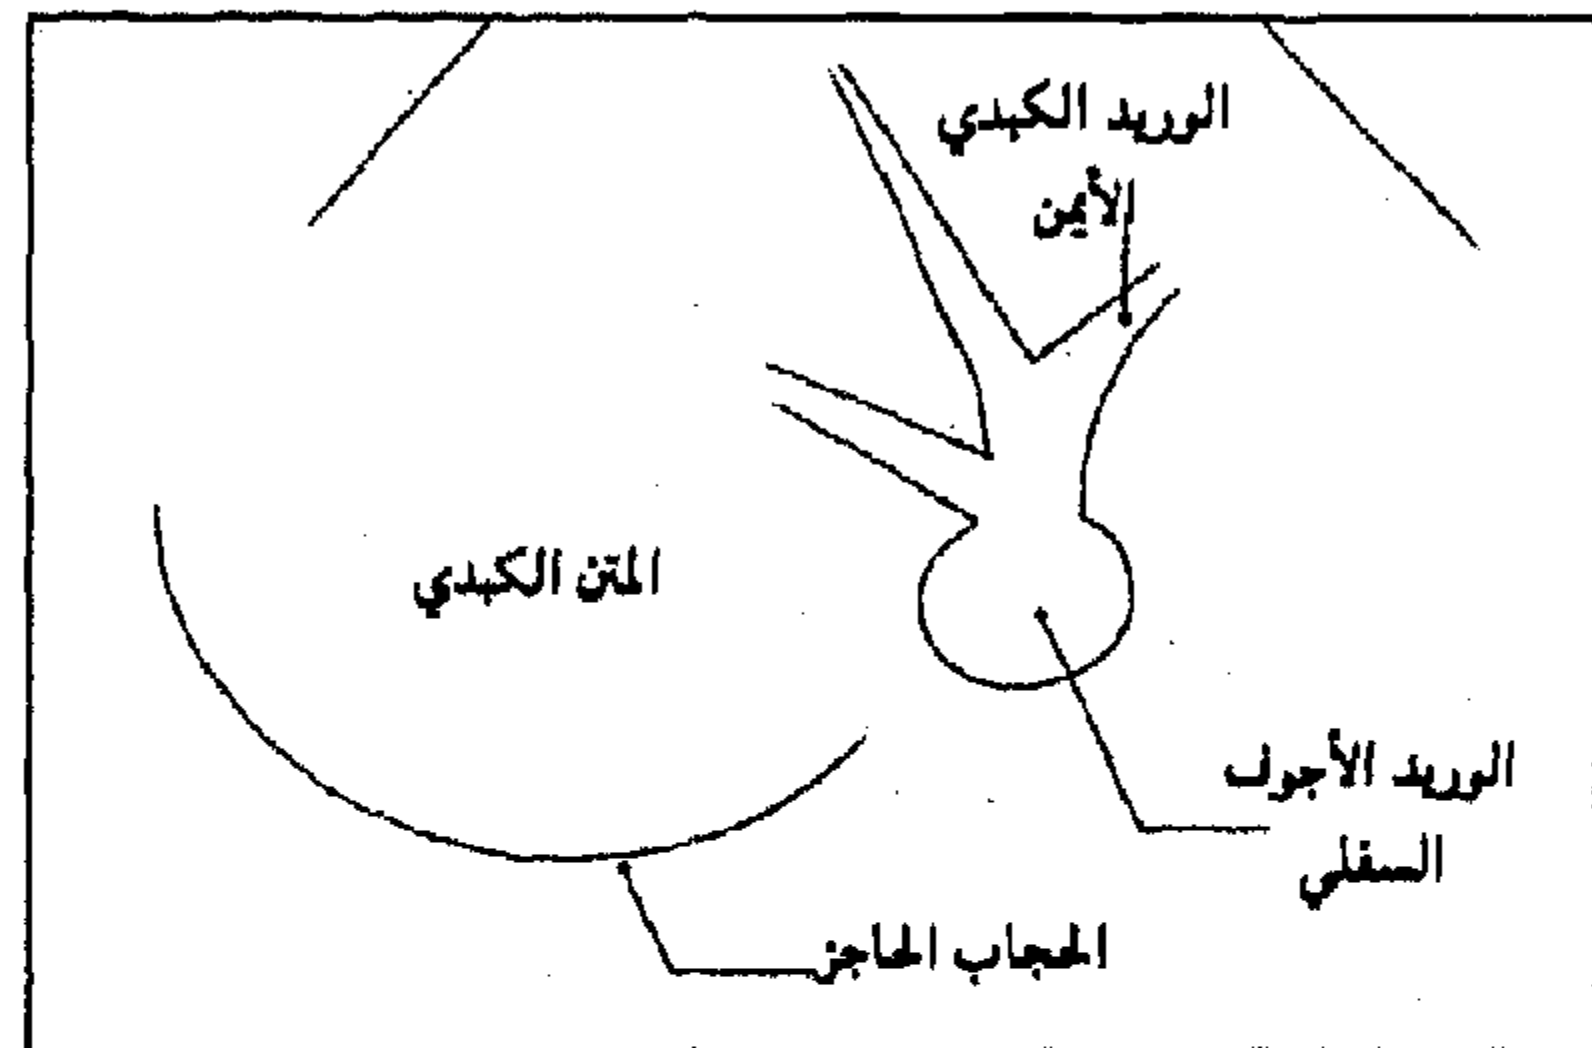 الوريد الكبدي
الأيمن
المتن الكبدي
الوريد الأجوف
السفلي
الحجاب الحاجز